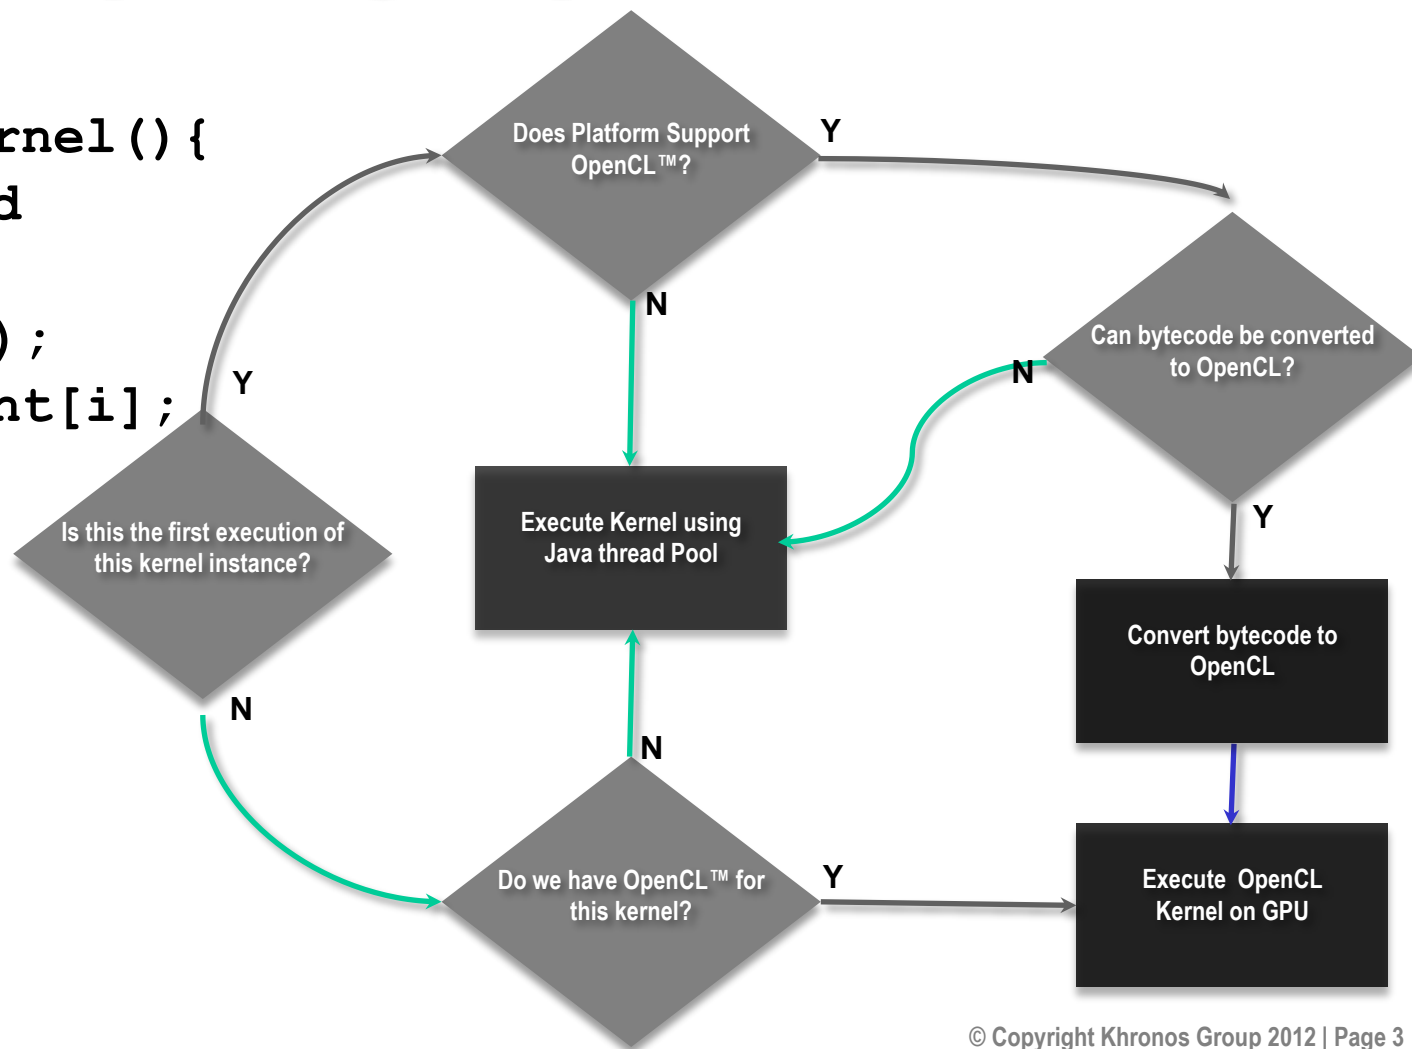 rnel(){
d
);
nt[i];
Does Platform Support
OpenCL™?
Y
N
Can bytecode be converted
to OpenCL?
N
Y
Y
Is this the first execution of
this kernel instance?
N
Execute Kernel using
Java thread Pool
Convert bytecode to
OpenCL
N
Do we have OpenCL™ for
this kernel?
Y
Execute OpenCL
Kernel on GPU
© Copyright Khronos Group 2012 | Page 3